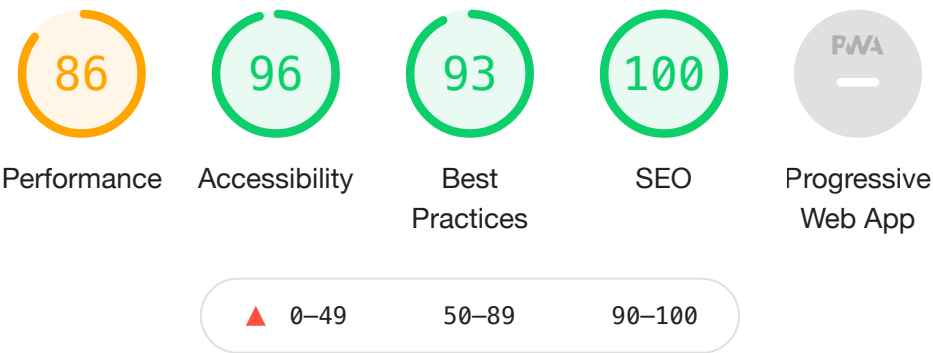 86 96 93 100 PWA
Performance Accessibility Best Practices SEO Progressive Web App
0–49 50–89 90–100